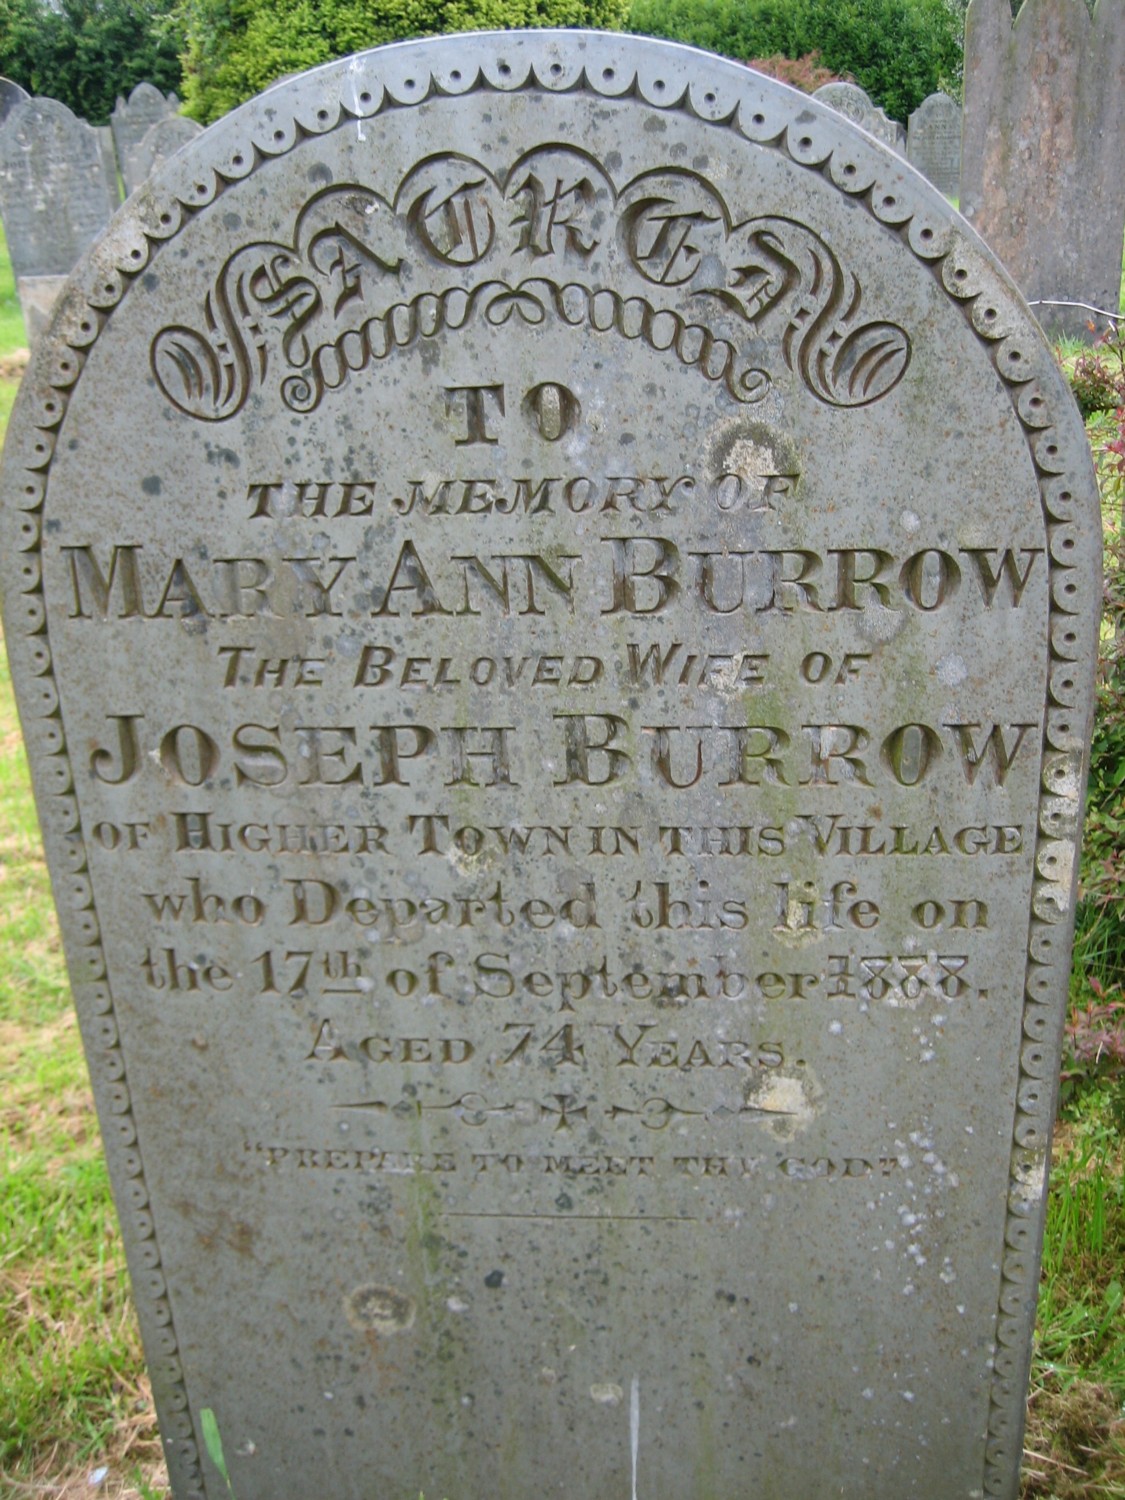 SACRED
TO
THE MEMORY OF
MARY ANN BURROW
THE BELOVED WIFE OF
JOSEPH BURROW
OF HIGHER TOWN IN THIS VILLAGE
who Departed this life on
the 17th of September 1888.
AGED 74 YEARS.
"PREPARE TO MEET THY GOD"